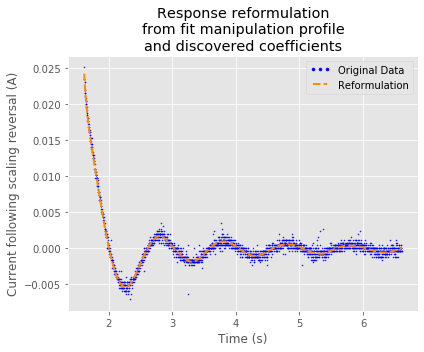 Response reformulation
from fit manipulation profile
and discovered coefficients
Original Data
Reformulation
Current following scaling reversal (A)
0.025
0.020
0.015
0.010
0.005
0.000
−0.005
2
3
4
5
6
Time (s)